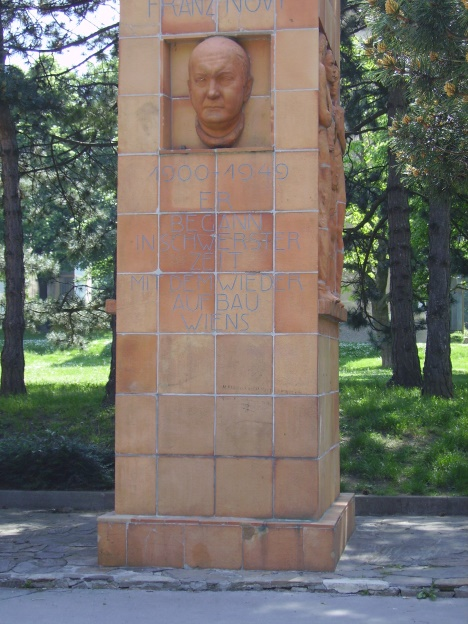 FRANZ NOVY
1900-1949
ER
BEGANN
IN SCHWERSTER
ZEIT
MIT DEM WIEDER
AUFBAU
WIENS